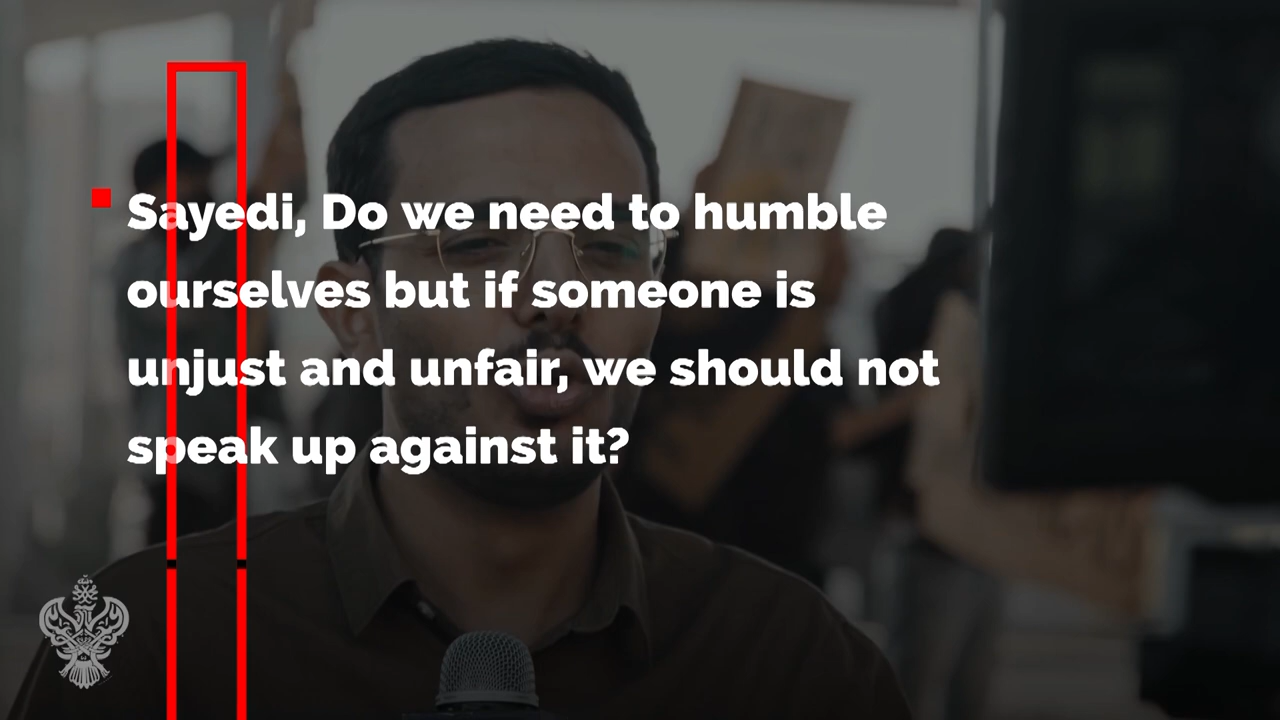 Sayedi, Do we need to humble
ourselves but if someone is
unjust and unfair, we should not
speak up against it?